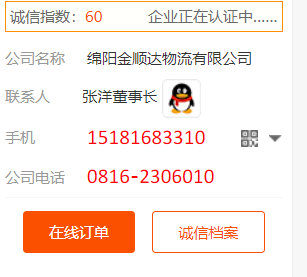 诚信指数：60 企业正在认证中……
公司名称 绵阳金顺达物流有限公司
联系人 张洋董事长
手机 15181683310
公司电话 0816-2306010
在线订单 诚信档案